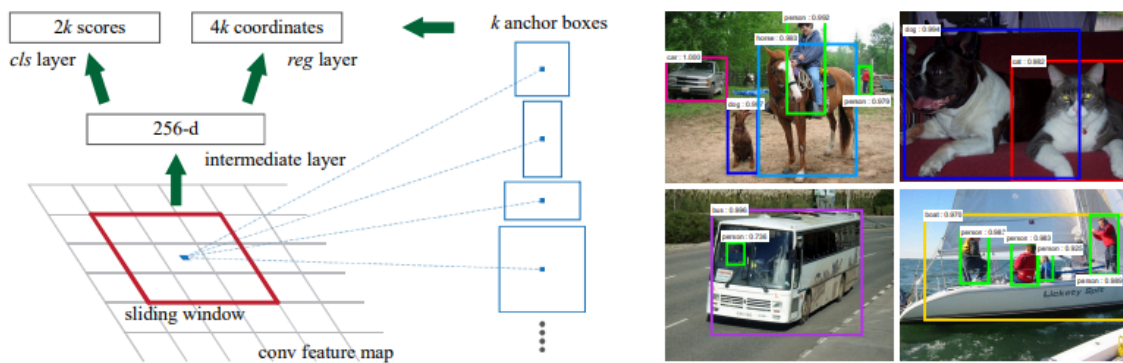 2k scores
4k coordinates
k anchor boxes
cls layer
reg layer
256-d
intermediate layer
sliding window
conv feature map
person : 0.992
horse : 0.993
car : 1.000
dog : 0.997
person : 0.979
dog : 0.994
cat : 0.982
bus : 0.996
person : 0.736
boat : 0.970
person : 0.983
person : 0.925
person : 0.989